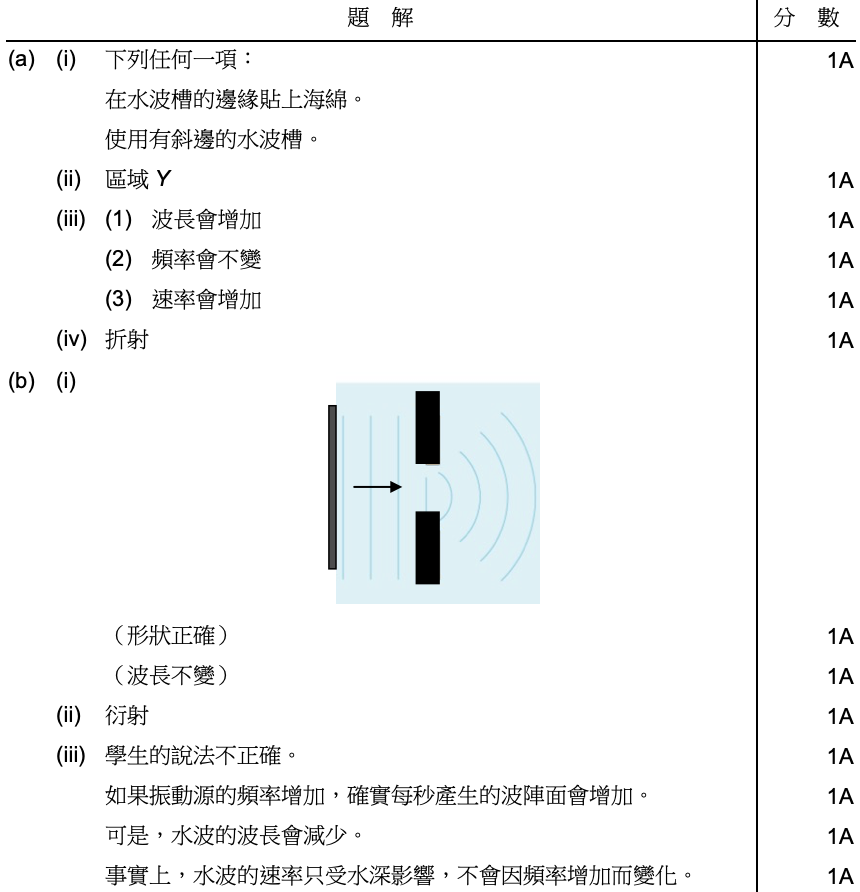 題 解 分 數
(a) (i) 下列任何一項： 1A
在水波槽的邊緣貼上海綿。
使用有斜邊的水波槽。
(ii) 區域 Y 1A
(iii) (1) 波長會增加 1A
(2) 頻率會不變 1A
(3) 速率會增加 1A
(iv) 折射 1A
(b) (i)
（形狀正確） 1A
（波長不變） 1A
(ii) 衍射 1A
(iii) 學生的說法不正確。 1A
如果振動源的頻率增加，確實每秒產生的波陣面會增加。 1A
可是，水波的波長會減少。 1A
事實上，水波的速率只受水深影響，不會因頻率增加而變化。 1A